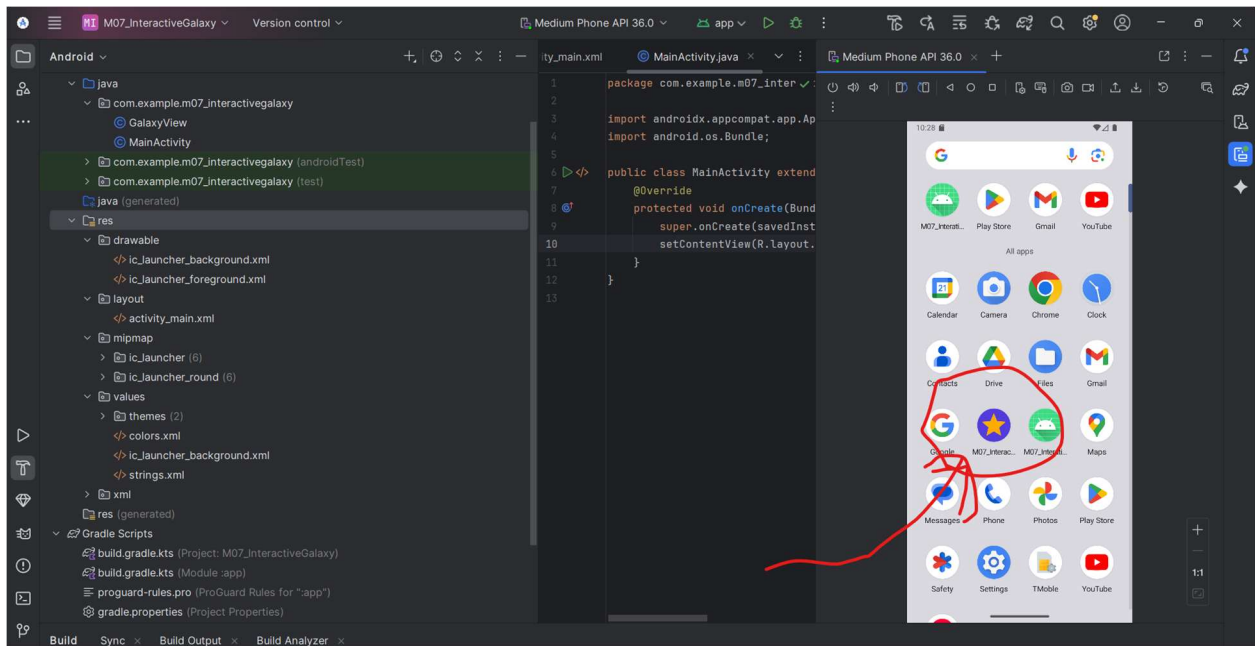 MI M07_InteractiveGalaxy Version control Medium Phone API 36.0 app
Android
java
com.example.m07_interactivegalaxy
GalaxyView
MainActivity
com.example.m07_interactivegalaxy (androidTest)
com.example.m07_interactivegalaxy (test)
java (generated)
res
drawable
ic_launcher_background.xml
ic_launcher_foreground.xml
layout
activity_main.xml
mipmap
ic_launcher (6)
ic_launcher_round (6)
values
themes (2)
colors.xml
ic_launcher_background.xml
strings.xml
xml
res (generated)
Gradle Scripts
build.gradle.kts (Project: M07_InteractiveGalaxy)
build.gradle.kts (Module :app)
proguard-rules.pro (ProGuard Rules for ":app")
gradle.properties (Project Properties)
Build Sync Build Output Build Analyzer
ity_main.xml MainActivity.java
1 package com.example.m07_inter
2
3 import androidx.appcompat.app.Ap
4 import android.os.Bundle;
5
6 public class MainActivity extend
7 @Override
8 protected void onCreate(Bund
9 super.onCreate(savedInst
10 setContentView(R.layout.
11 }
12 }
13
Medium Phone API 36.0
10:28
M07_Interati... Play Store Gmail YouTube
All apps
21
Calendar Camera Chrome Clock
Contacts Drive Files Gmail
Google M07_Interac... M07_Interati... Maps
Messages Phone Photos Play Store
Safety Settings TMoble YouTube
1:1